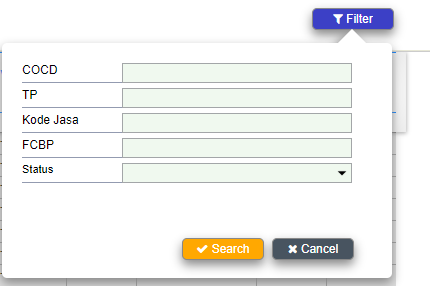 Filter
COCD
TP
Kode Jasa
FCBP
Status
Search Cancel